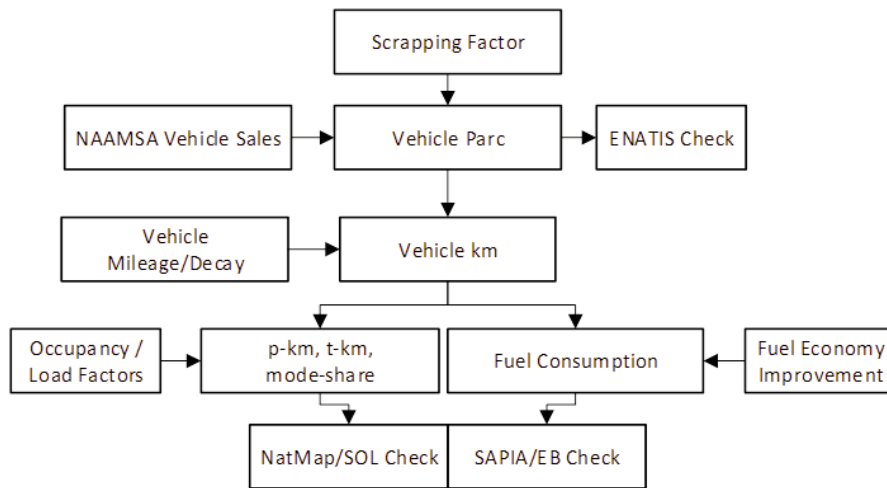 Scrapping Factor
NAAMSA Vehicle Sales
Vehicle Parc
ENATIS Check
Vehicle
Mileage/Decay
Vehicle km
Occupancy /
Load Factors
p-km, t-km,
mode-share
Fuel Consumption
Fuel Economy
Improvement
NatMap/SOL Check
SAPIA/EB Check